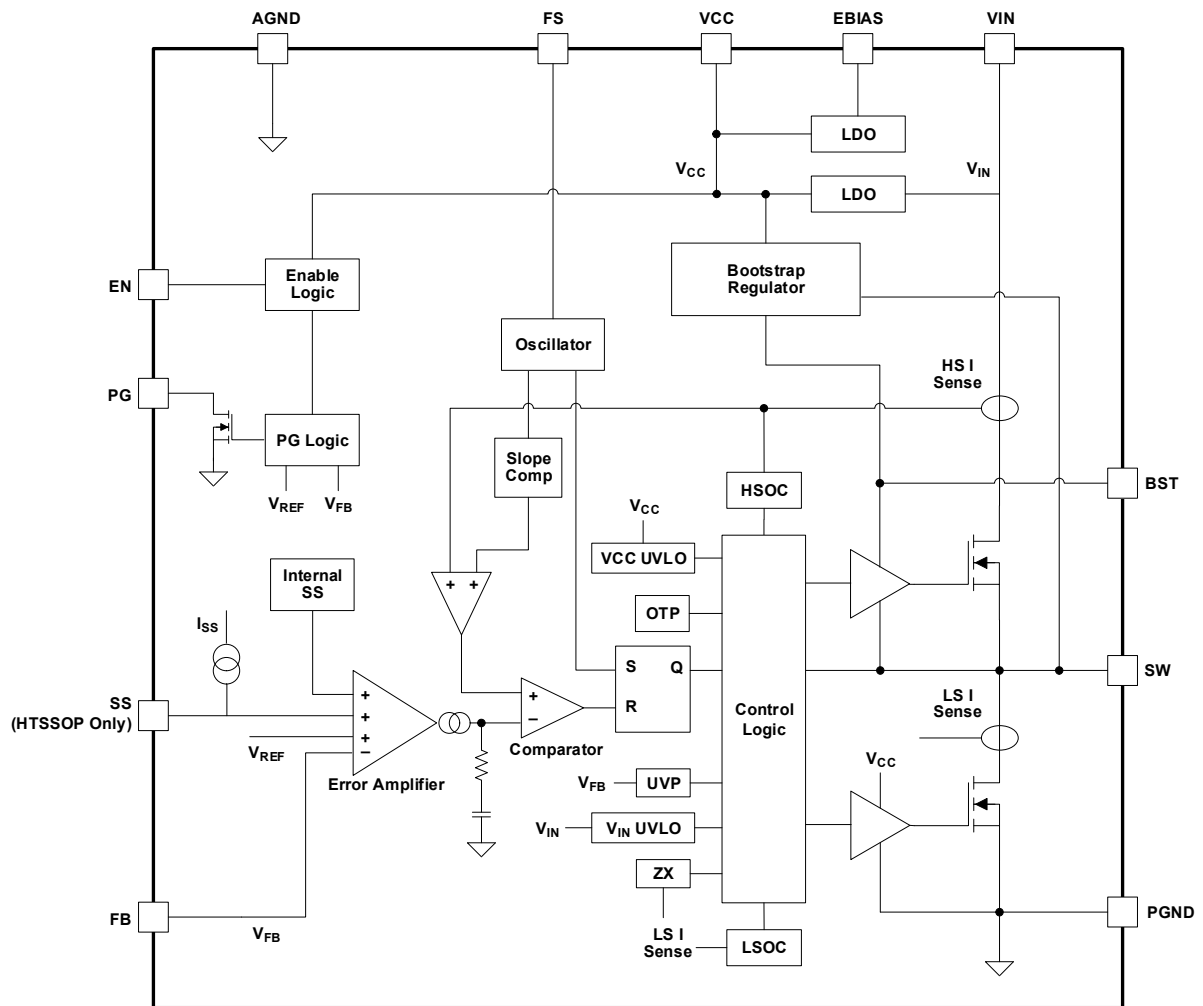 AGND
FS
VCC
EBIAS
VIN
LDO
VCC
VIN
LDO
EN
Enable
Logic
Bootstrap
Regulator
Oscillator
PG
HS I
Sense
PG Logic
Slope
Comp
HSOC
BST
VREF
VFB
VCC
VCC UVLO
Internal
SS
+ +
ISS
OTP
S
Q
R
SW
SS
(HTSSOP Only)
+
+
+
−
+
−
LS I
Sense
Control
Logic
VREF
Comparator
Error Amplifier
VCC
VFB
UVP
VIN
VIN UVLO
ZX
FB
VFB
LS I
Sense
LSOC
PGND